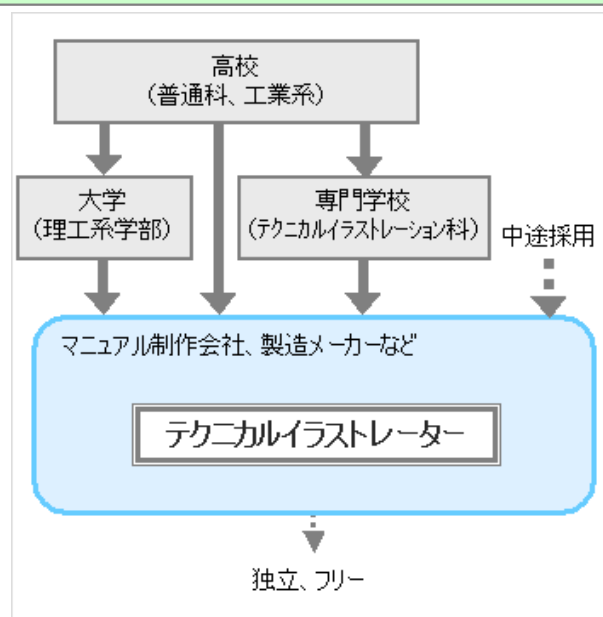 高校
(普通科、工業系)
大学
(理工系学部)
専門学校
(テクニカルイラストレーション科)
中途採用
マニュアル制作会社、製造メーカーなど
テクニカルイラストレーター
独立、フリー